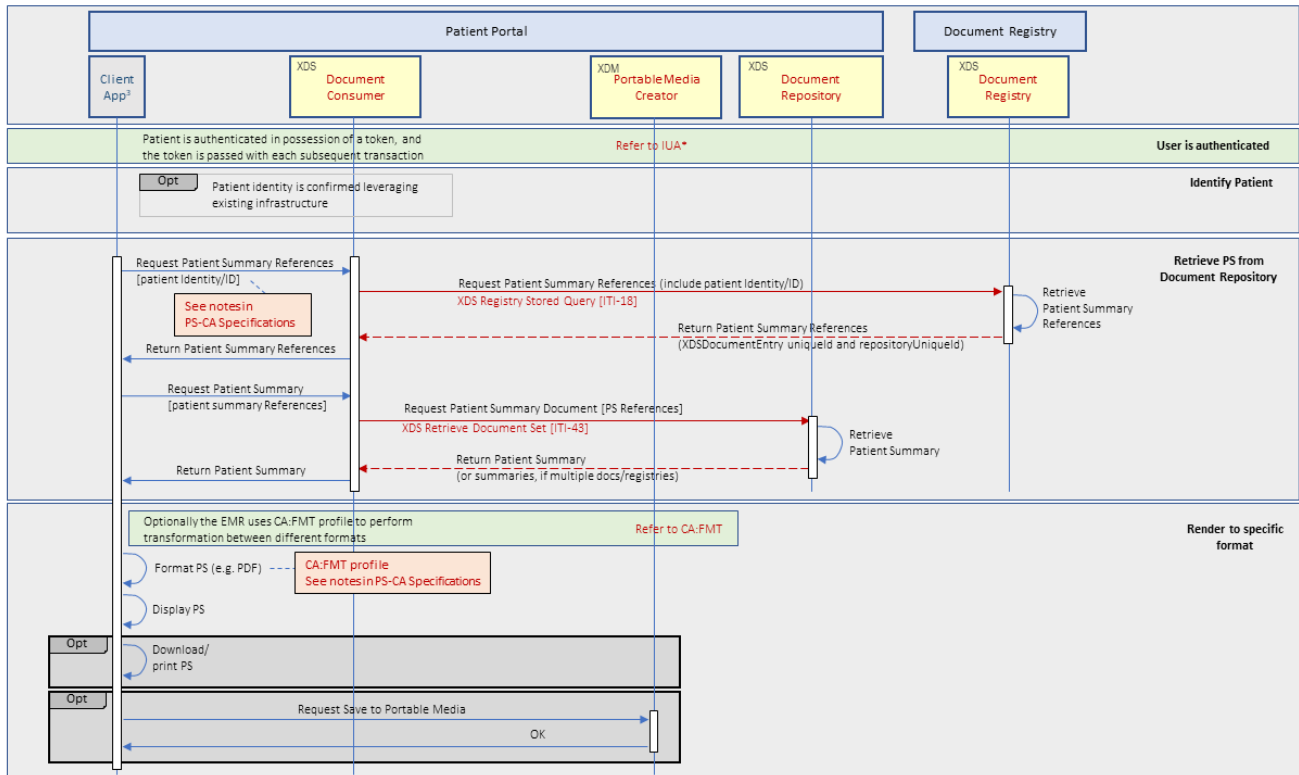 Patient Portal
Document Registry
Client
App³
XDS
Document
Consumer
XDM
Portable Media
Creator
XDS
Document
Repository
XDS
Document
Registry
Patient is authenticated in possession of a token, and
the token is passed with each subsequent transaction
Refer to IUA*
User is authenticated
Opt
Patient identity is confirmed leveraging
existing infrastructure
Identify Patient
Retrieve PS from
Document Repository
Request Patient Summary References
[patient Identity/ID]
See notes in
PS-CA Specifications
Request Patient Summary References (include patient Identity/ID)
XDS Registry Stored Query [ITI-18]
Retrieve
Patient Summary
References
Return Patient Summary References
(XDSDocumentEntry uniqueId and repositoryUniqueId)
Return Patient Summary References
Request Patient Summary
[patient summary References]
Request Patient Summary Document [PS References]
XDS Retrieve Document Set [ITI-43]
Retrieve
Patient Summary
Return Patient Summary
(or summaries, if multiple docs/registries)
Return Patient Summary
Optionally the EMR uses CA:FMT profile to perform
transformation between different formats
Refer to CA:FMT
Render to specific
format
Format PS (e.g. PDF)
CA:FMT profile
See notes in PS-CA Specifications
Display PS
Opt
Download/
print PS
Opt
Request Save to Portable Media
OK